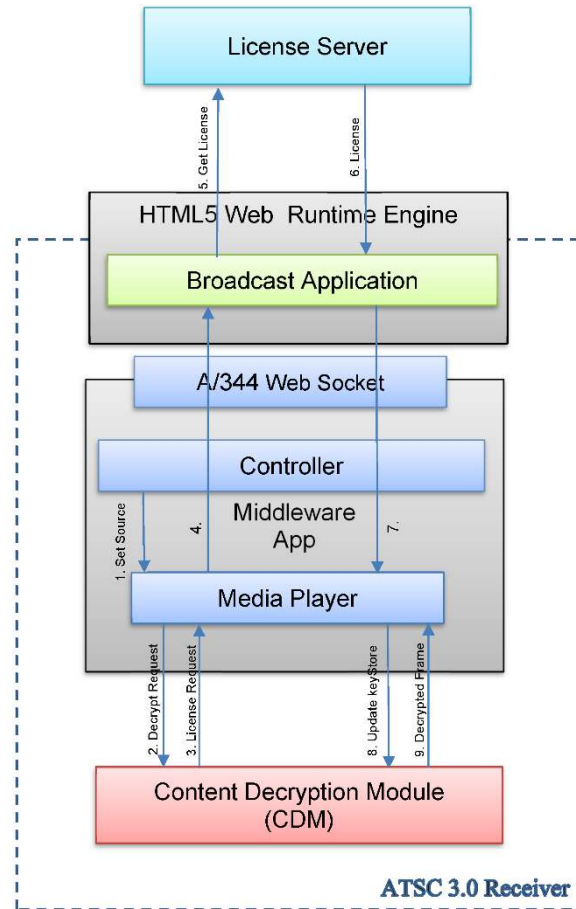 License Server
5. Get License
6. License
HTML5 Web Runtime Engine
Broadcast Application
A/344 Web Socket
Controller
1. Set Source
4.
Middleware
App
7.
Media Player
2. Decrypt Request
3. License Request
8. Update keyStore
9. Decrypted Frame
Content Decryption Module
(CDM)
ATSC 3.0 Receiver